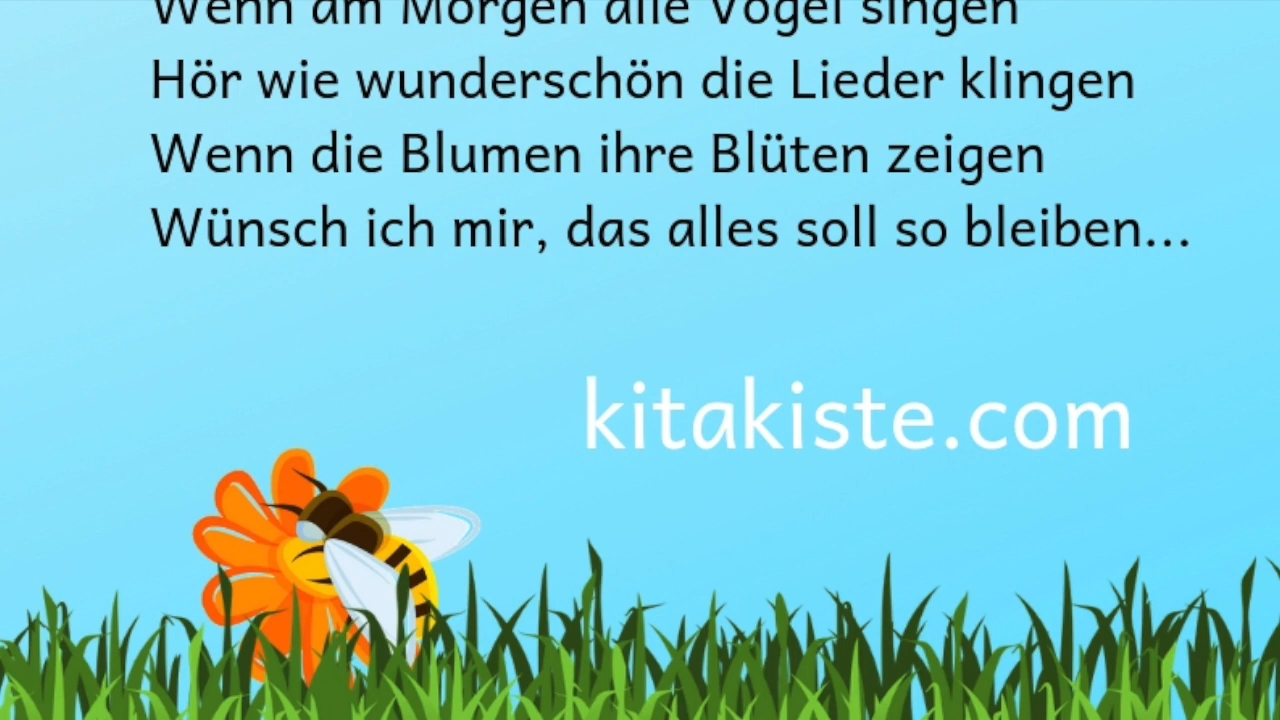 Wenn am Morgen alle Vögel singen
Hör wie wunderschön die Lieder klingen
Wenn die Blumen ihre Blüten zeigen
Wünsch ich mir, das alles soll so bleiben...
kitakiste.com